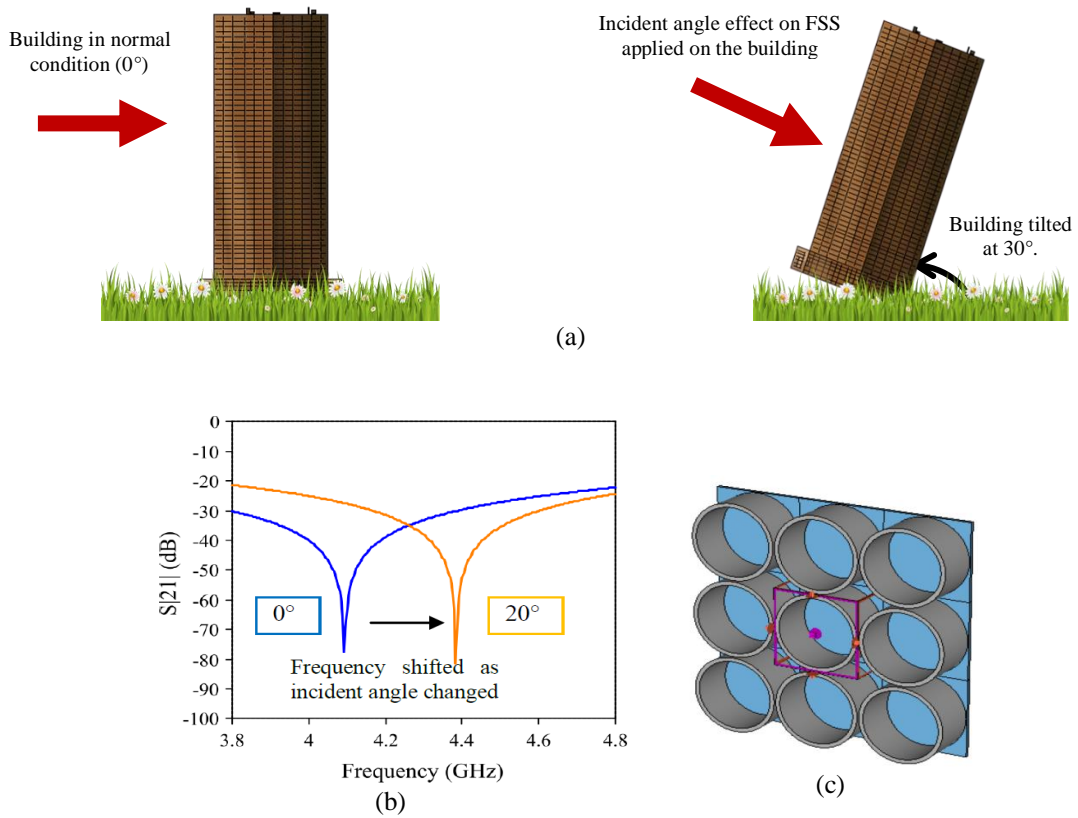 Building in normal
condition (0°)
Incident angle effect on FSS
applied on the building
Building tilted
at 30°.
(a)
0
-10
-20
-30
-40
-50
-60
-70
-80
-90
-100
S|21| (dB)
0°
20°
Frequency shifted as
incident angle changed
3.8 4 4.2 4.4 4.6 4.8
Frequency (GHz)
(b)
(c)